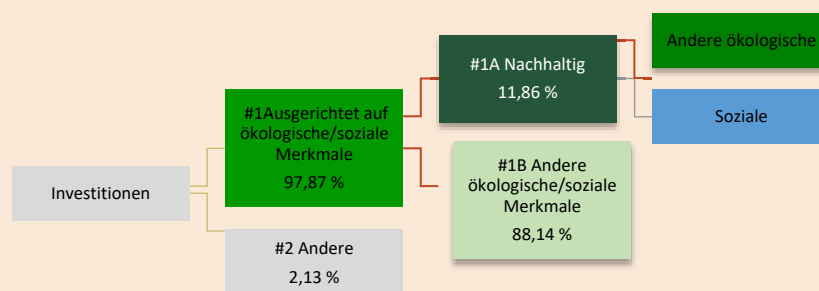 Investitionen
#1Ausgerichtet auf
ökologische/soziale
Merkmale
97,87 %
#2 Andere
2,13 %
#1A Nachhaltig
11,86 %
#1B Andere
ökologische/soziale
Merkmale
88,14 %
Andere ökologische
Soziale